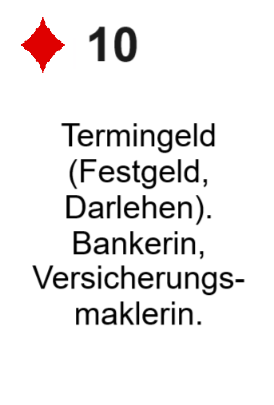 10
Termingeld
(Festgeld,
Darlehen).
Bankerin,
Versicherungs-
maklerin.